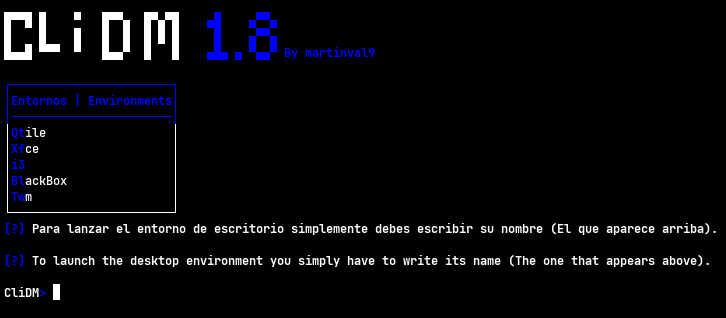 CLiDM 1.8 By martinval9
Entornos | Environments
Qtile
Xfce
i3
BlackBox
Twm
[?] Para lanzar el entorno de escritorio simplemente debes escribir su nombre (El que aparece arriba).
[?] To launch the desktop environment you simply have to write its name (The one that appears above).
CliDM>